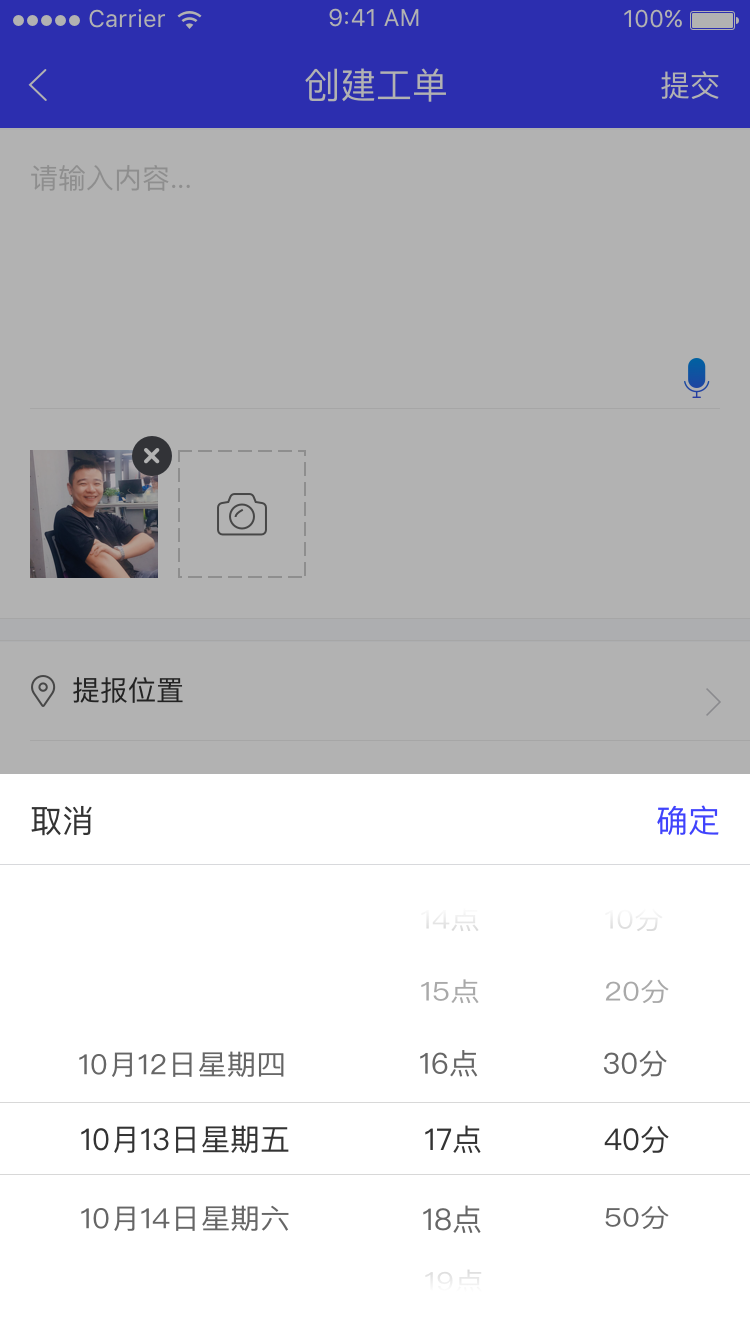 Carrier 9:41 AM 100%
创建工单 提交
请输入内容...
提报位置
取消 确定
14点 10分
15点 20分
10月12日星期四 16点 30分
10月13日星期五 17点 40分
10月14日星期六 18点 50分
19点